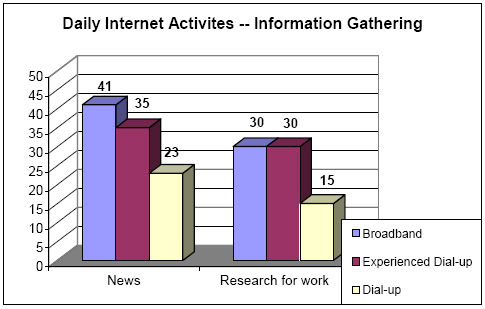 Daily Internet Activites -- Information Gathering
50
45
40
35
30
25
20
15
10
5
0
41
35
23
30
30
15
News
Research for work
Broadband
Experienced Dial-up
Dial-up